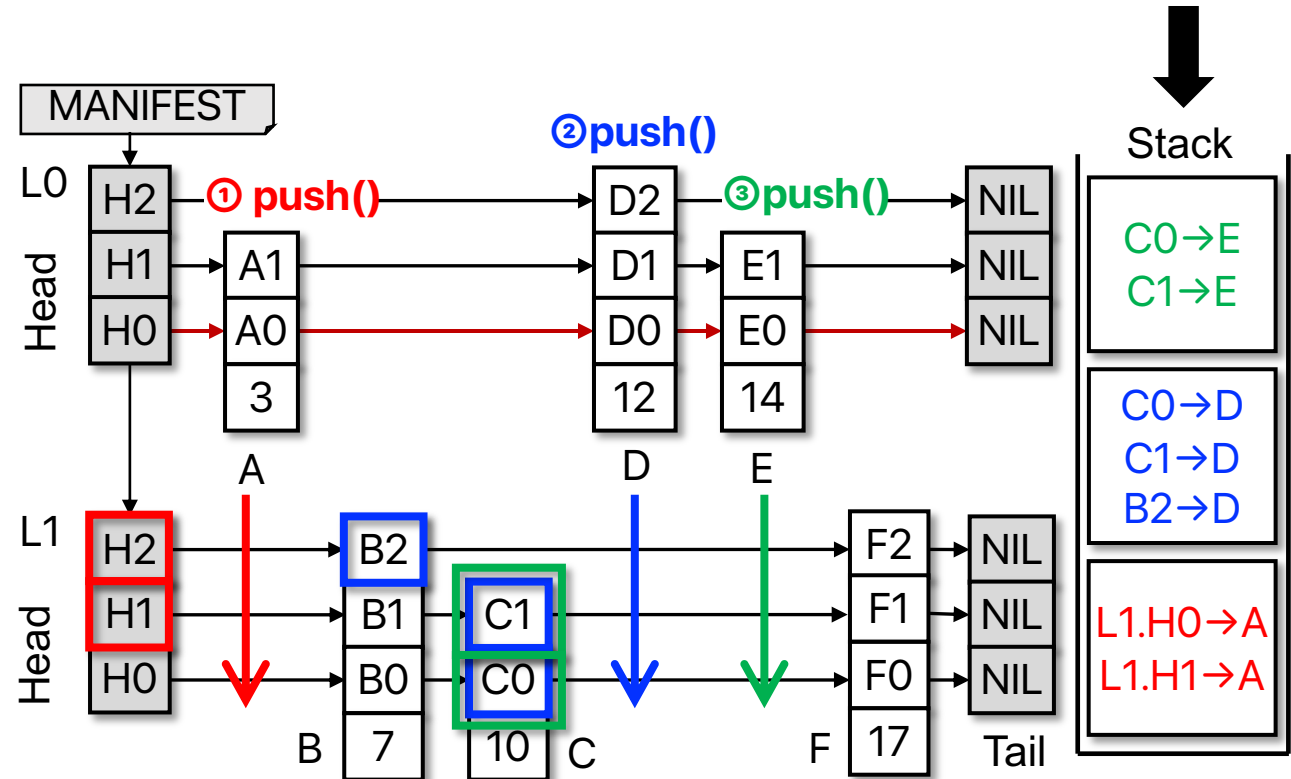 MANIFEST
②push()
Stack
L0
H2
① push()
D2
③push()
NIL
C0→E
C1→E
Head
H1
A1
D1
E1
NIL
H0
A0
D0
E0
NIL
3
12
14
C0→D
C1→D
B2→D
A
D
E
L1
H2
B2
F2
NIL
L1.H0→A
L1.H1→A
Head
H1
B1
C1
F1
NIL
H0
B0
C0
F0
NIL
B
7
10
C
F
17
Tail